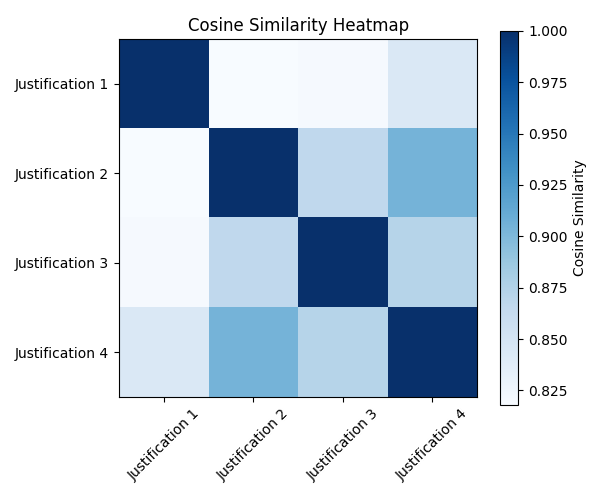 Cosine Similarity Heatmap
Justification 1
Justification 2
Justification 3
Justification 4
Justification 1
Justification 2
Justification 3
Justification 4
1.000
0.975
0.950
0.925
0.900
0.875
0.850
0.825
Cosine Similarity